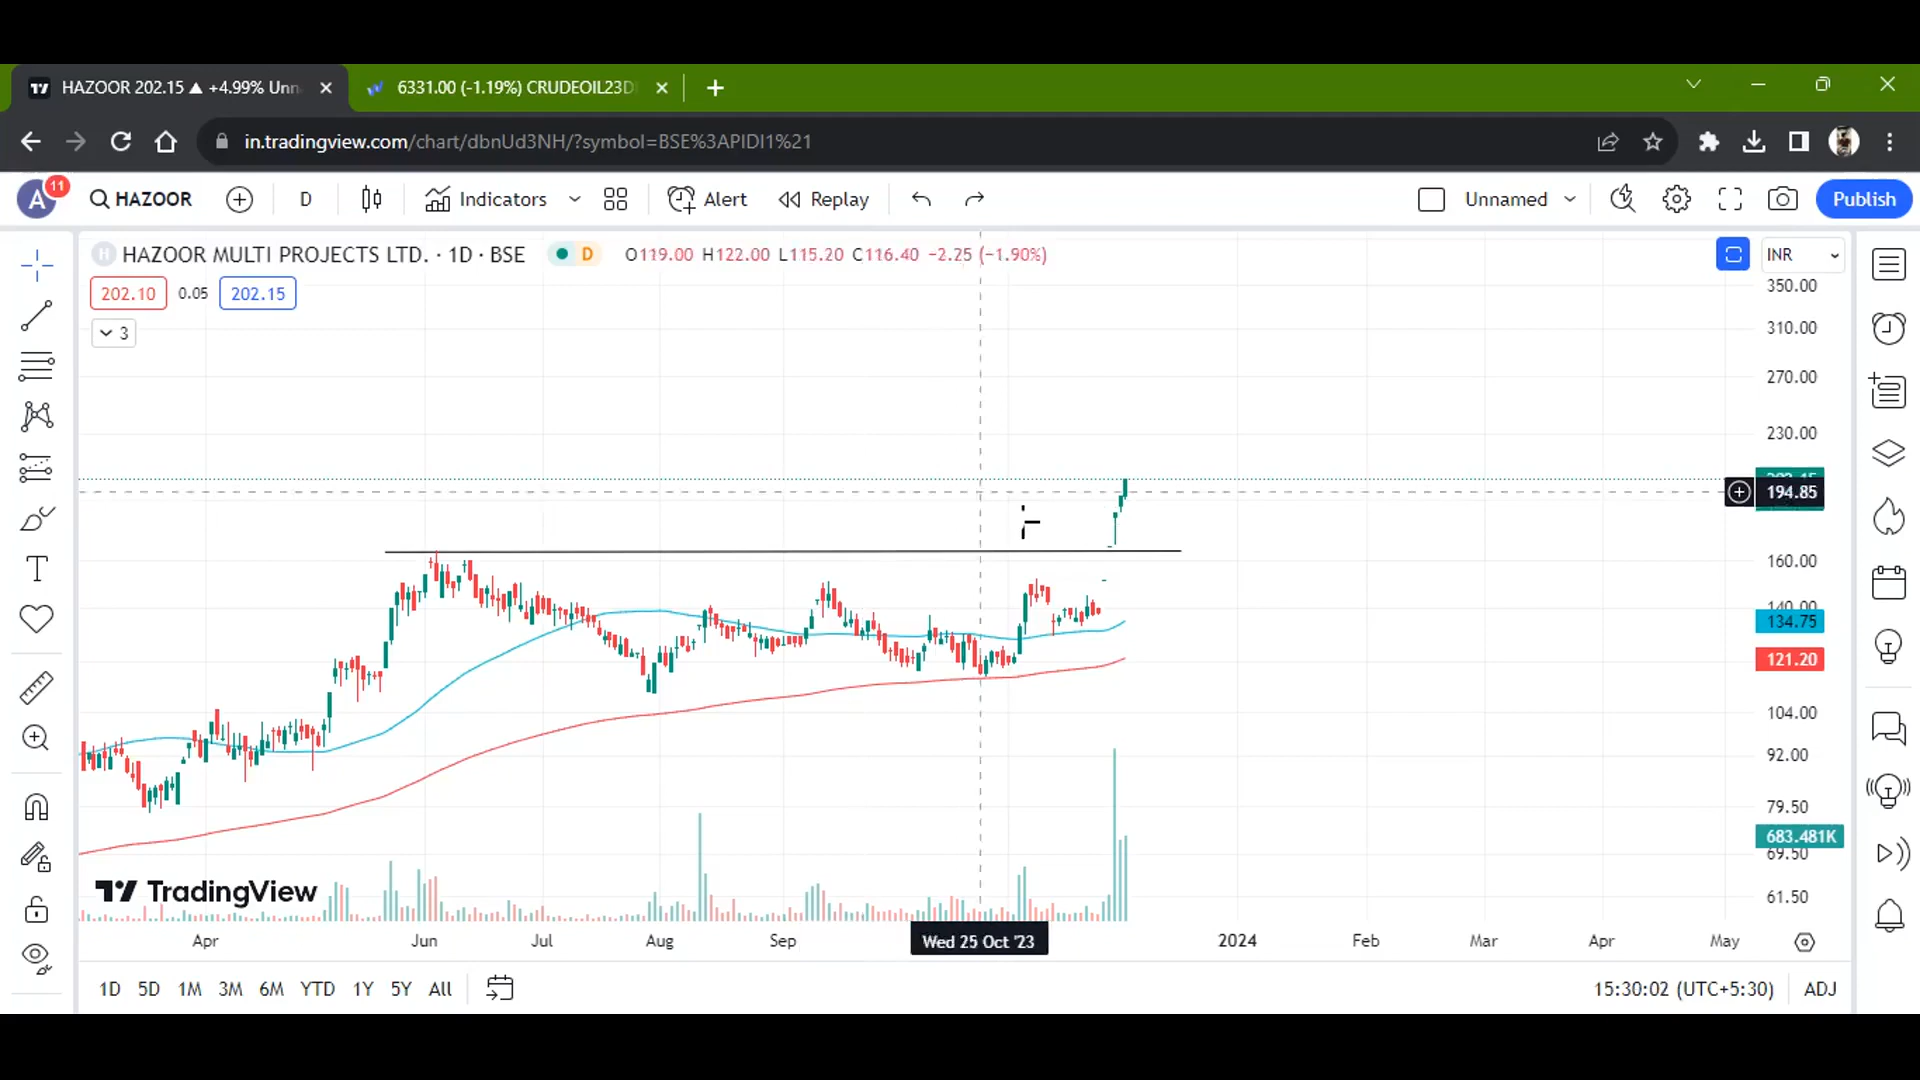 HAZOOR 202.15 ▲ +4.99% Unn
6331.00 (-1.19%) CRUDEOIL23D
in.tradingview.com/chart/dbnUd3NH/?symbol=BSE%3APIDI1%21
A 11 HAZOOR D Indicators Alert Replay Unnamed Publish
H HAZOOR MULTI PROJECTS LTD. · 1D · BSE D O119.00 H122.00 L115.20 C116.40 −2.25 (−1.90%) INR
202.10 0.05 202.15
3
350.00
310.00
270.00
230.00
194.85
160.00
140.00
134.75
121.20
104.00
92.00
79.50
683.481K
69.50
61.50
TradingView
Apr Jun Jul Aug Sep Wed 25 Oct '23 2024 Feb Mar Apr May
1D 5D 1M 3M 6M YTD 1Y 5Y All 15:30:02 (UTC+5:30) ADJ